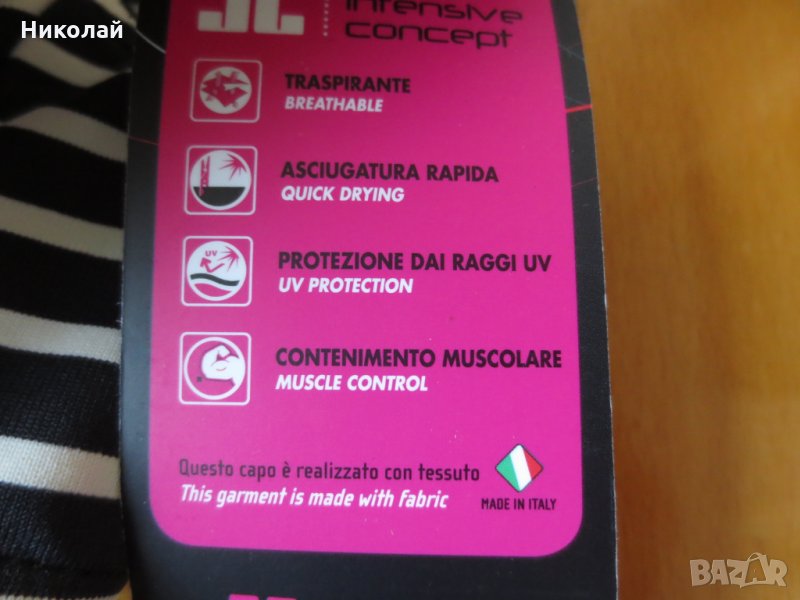 Николай
intensive
concept
TRASPIRANTE
BREATHABLE
ASCIUGATURA RAPIDA
QUICK DRYING
UV
PROTEZIONE DAI RAGGI UV
UV PROTECTION
CONTENIMENTO MUSCOLARE
MUSCLE CONTROL
Questo capo è realizzato con tessuto
This garment is made with fabric
MADE IN ITALY
BAZAR